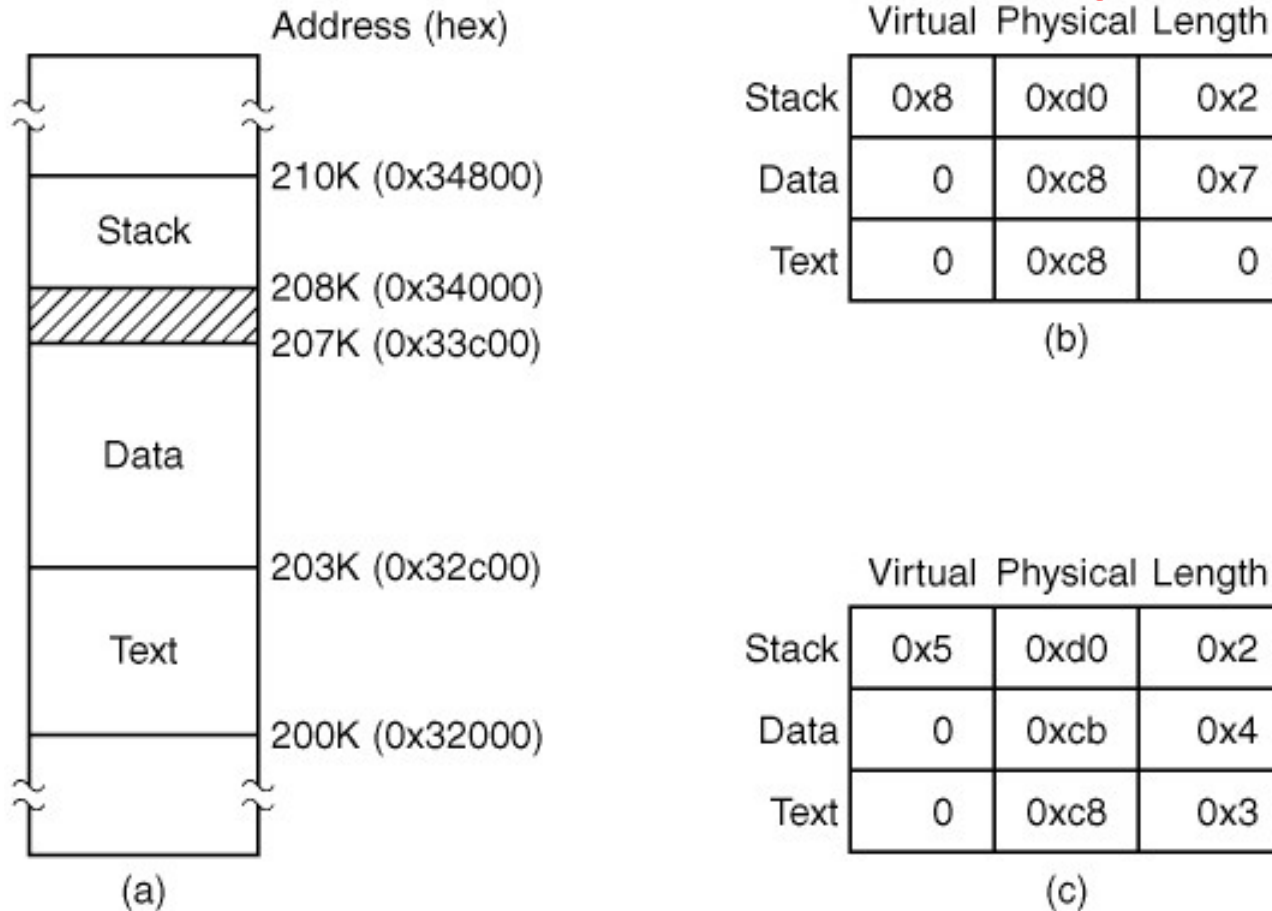 Address (hex)
210K (0x34800)
Stack
208K (0x34000)
207K (0x33c00)
Data
203K (0x32c00)
Text
200K (0x32000)
(a)
Virtual Physical Length
Stack 0x8 0xd0 0x2
Data 0 0xc8 0x7
Text 0 0xc8 0
(b)
Virtual Physical Length
Stack 0x5 0xd0 0x2
Data 0 0xcb 0x4
Text 0 0xc8 0x3
(c)